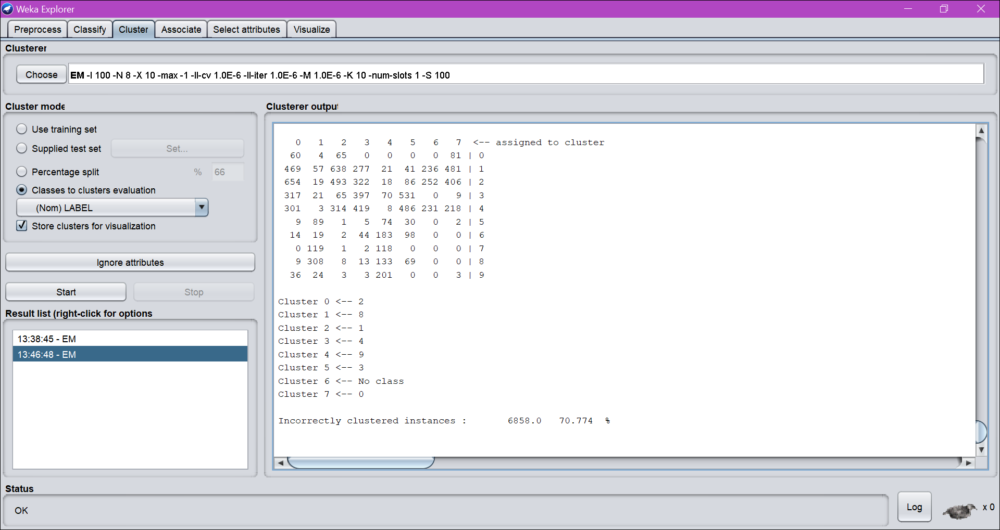 Weka Explorer
Preprocess Classify Cluster Associate Select attributes Visualize
Clusterer
Choose EM -I 100 -N 8 -X 10 -max -1 -ll-cv 1.0E-6 -ll-iter 1.0E-6 -M 1.0E-6 -K 10 -num-slots 1 -S 100
Cluster mode
Use training set
Supplied test set Set...
Percentage split % 66
Classes to clusters evaluation
(Nom) LABEL
Store clusters for visualization
Ignore attributes
Start Stop
Result list (right-click for options
13:38:45 - EM
13:46:48 - EM
Clusterer output
0 1 2 3 4 5 6 7 <-- assigned to cluster
60 4 65 0 0 0 0 81 | 0
469 57 638 277 21 41 236 481 | 1
654 19 493 322 18 86 252 406 | 2
317 21 65 397 70 531 0 9 | 3
301 3 314 419 8 486 231 218 | 4
9 89 1 5 74 30 0 2 | 5
14 19 2 44 183 98 0 0 | 6
0 119 1 2 118 0 0 0 | 7
9 308 8 13 133 69 0 0 | 8
36 24 3 3 201 0 0 3 | 9
Cluster 0 <-- 2
Cluster 1 <-- 8
Cluster 2 <-- 1
Cluster 3 <-- 4
Cluster 4 <-- 9
Cluster 5 <-- 3
Cluster 6 <-- No class
Cluster 7 <-- 0
Incorrectly clustered instances : 6858.0 70.774 %
Status
OK
Log x 0